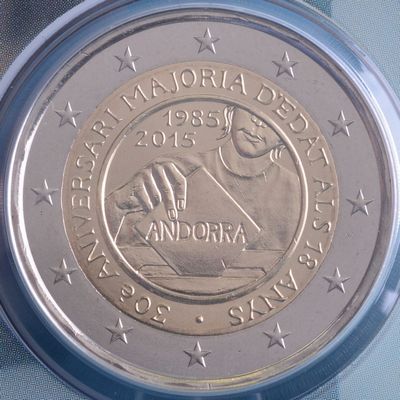 30è ANIVERSARI MAJORIA D'EDAT ALS 18 ANYS
1985
2015
ANDORRA